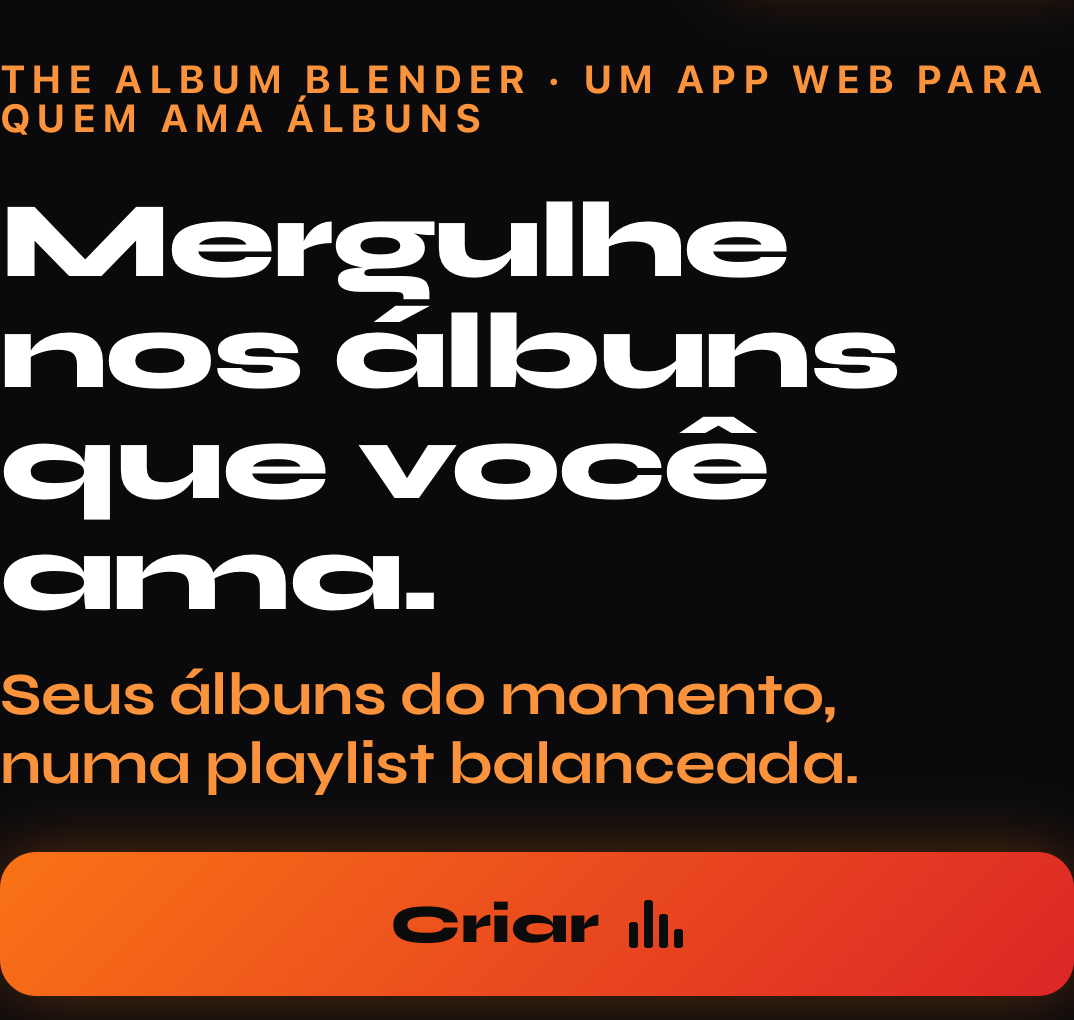 THE ALBUM BLENDER · UM APP WEB PARA
QUEM AMA ÁLBUNS
Mergulhe
nos álbuns
que você
ama.
Seus álbuns do momento,
numa playlist balanceada.
Criar